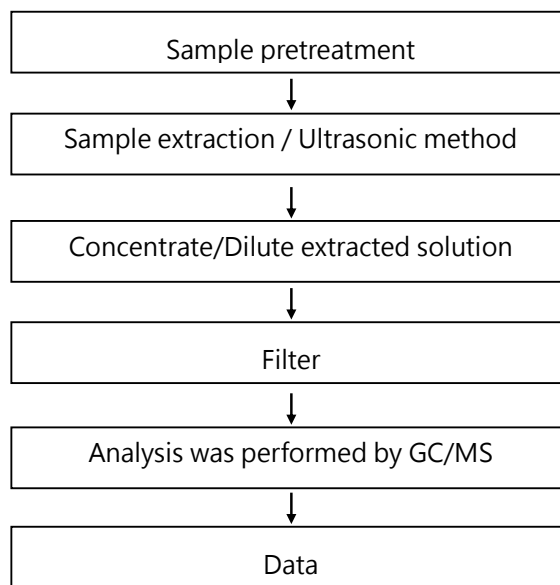 Sample pretreatment
Sample extraction / Ultrasonic method
Concentrate/Dilute extracted solution
Filter
Analysis was performed by GC/MS
Data